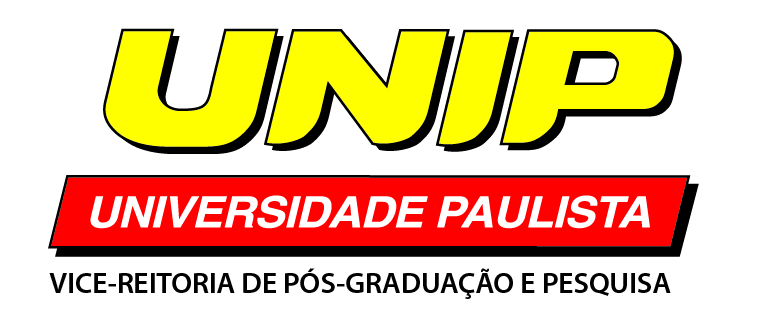 UNIP
UNIVERSIDADE PAULISTA
VICE-REITORIA DE PÓS-GRADUAÇÃO E PESQUISA